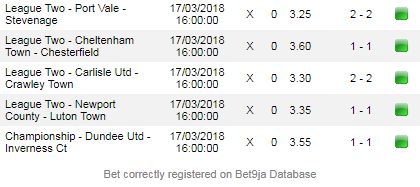 League Two - Port Vale - Stevenage 17/03/2018 16:00:00 X 0 3.25 2 - 2
League Two - Cheltenham Town - Chesterfield 17/03/2018 16:00:00 X 0 3.60 1 - 1
League Two - Carlisle Utd - Crawley Town 17/03/2018 16:00:00 X 0 3.30 2 - 2
League Two - Newport County - Luton Town 17/03/2018 16:00:00 X 0 3.35 1 - 1
Championship - Dundee Utd - Inverness Ct 17/03/2018 16:00:00 X 0 3.55 1 - 1
Bet correctly registered on Bet9ja Database